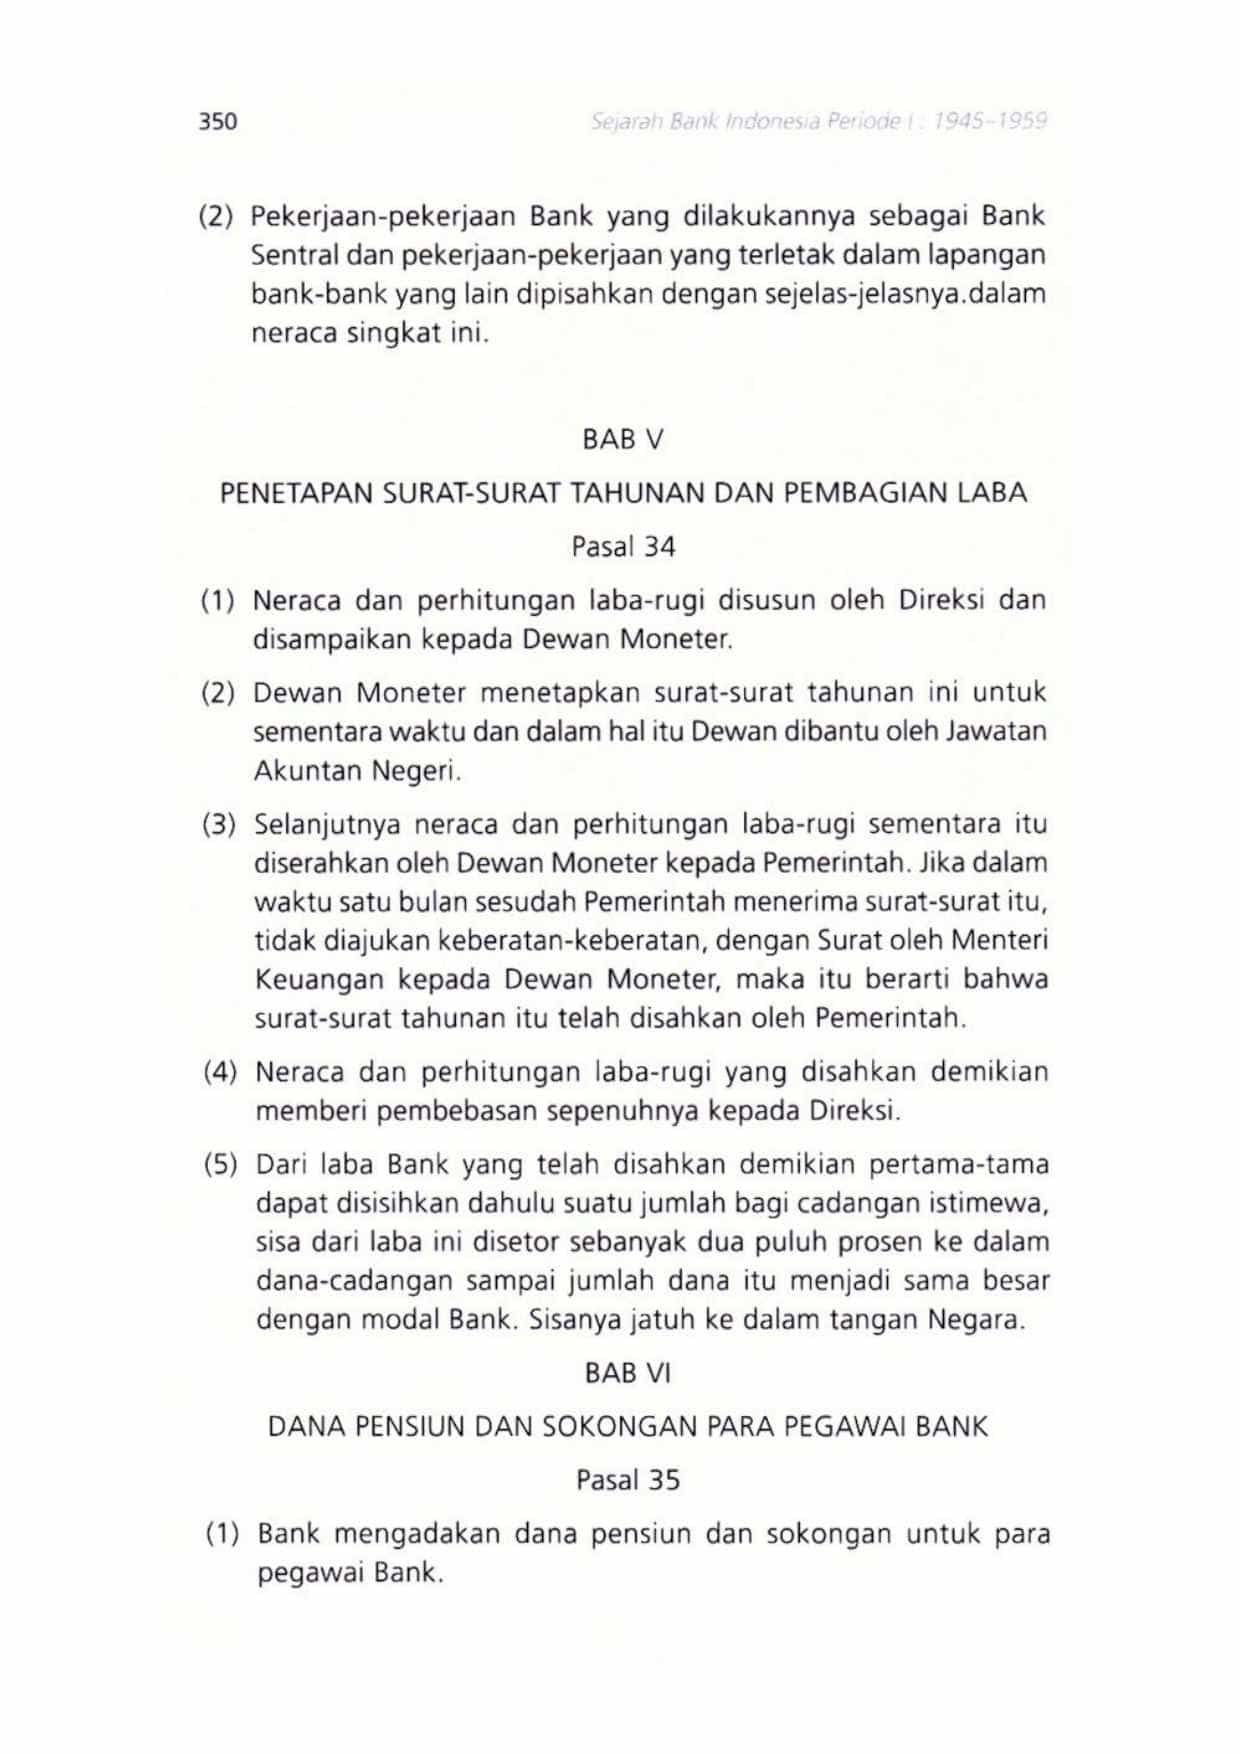 350 Sejarah Bank Indonesia Periode I : 1945–1959
(2) Pekerjaan-pekerjaan Bank yang dilakukannya sebagai Bank
Sentral dan pekerjaan-pekerjaan yang terletak dalam lapangan
bank-bank yang lain dipisahkan dengan sejelas-jelasnya.dalam
neraca singkat ini.
BAB V
PENETAPAN SURAT-SURAT TAHUNAN DAN PEMBAGIAN LABA
Pasal 34
(1) Neraca dan perhitungan laba-rugi disusun oleh Direksi dan
disampaikan kepada Dewan Moneter.
(2) Dewan Moneter menetapkan surat-surat tahunan ini untuk
sementara waktu dan dalam hal itu Dewan dibantu oleh Jawatan
Akuntan Negeri.
(3) Selanjutnya neraca dan perhitungan laba-rugi sementara itu
diserahkan oleh Dewan Moneter kepada Pemerintah. Jika dalam
waktu satu bulan sesudah Pemerintah menerima surat-surat itu,
tidak diajukan keberatan-keberatan, dengan Surat oleh Menteri
Keuangan kepada Dewan Moneter, maka itu berarti bahwa
surat-surat tahunan itu telah disahkan oleh Pemerintah.
(4) Neraca dan perhitungan laba-rugi yang disahkan demikian
memberi pembebasan sepenuhnya kepada Direksi.
(5) Dari laba Bank yang telah disahkan demikian pertama-tama
dapat disisihkan dahulu suatu jumlah bagi cadangan istimewa,
sisa dari laba ini disetor sebanyak dua puluh prosen ke dalam
dana-cadangan sampai jumlah dana itu menjadi sama besar
dengan modal Bank. Sisanya jatuh ke dalam tangan Negara.
BAB VI
DANA PENSIUN DAN SOKONGAN PARA PEGAWAI BANK
Pasal 35
(1) Bank mengadakan dana pensiun dan sokongan untuk para
pegawai Bank.